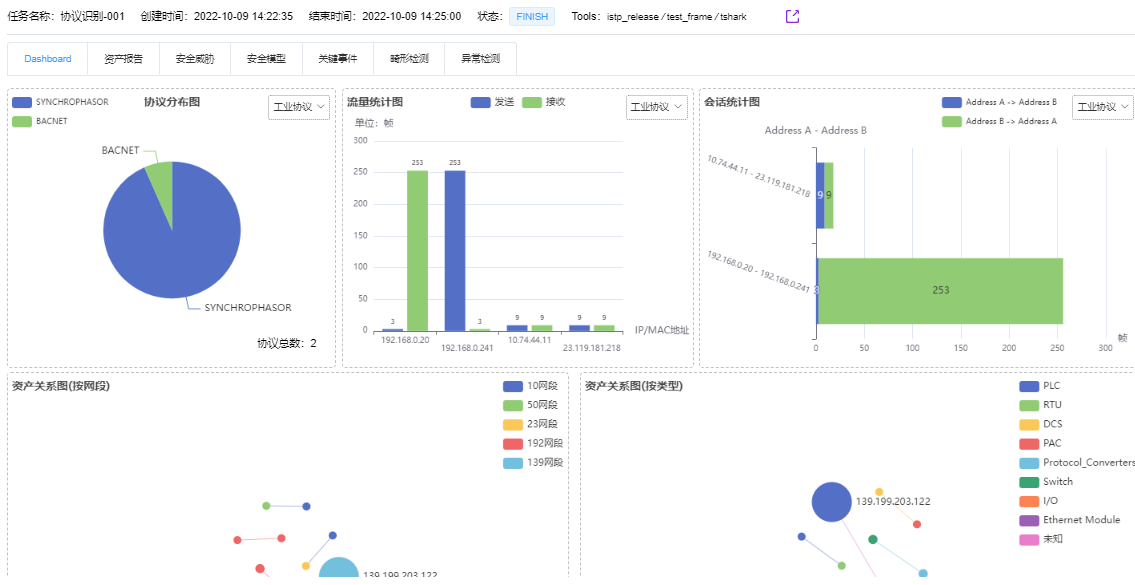 任务名称：协议识别-001 创建时间：2022-10-09 14:22:35 结束时间：2022-10-09 14:25:00 状态： FINISH Tools：istp_release / test_frame / tshark
Dashboard 资产报告 安全威胁 安全模型 关键事件 畸形检测 异常检测
SYNCHROPHASOR
BACNET
协议分布图
工业协议
BACNET
SYNCHROPHASOR
协议总数：2
流量统计图
发送 接收
工业协议
单位：帧
300
250
200
150
100
50
0
3
253
253
3
9
9
9
9
192.168.0.20
192.168.0.241
10.74.44.11
23.119.181.218
IP/MAC地址
会话统计图
Address A -> Address B
Address B -> Address A
工业协议
Address A - Address B
10.74.44.11 - 23.119.181.218
9 9
192.168.0.20 - 192.168.0.241
3
253
0 50 100 150 200 250 300
帧
资产关系图(按网段)
10网段
50网段
23网段
192网段
139网段
139.199.203.122
资产关系图(按类型)
PLC
RTU
DCS
PAC
Protocol_Converters
Switch
I/O
Ethernet Module
未知
139.199.203.122